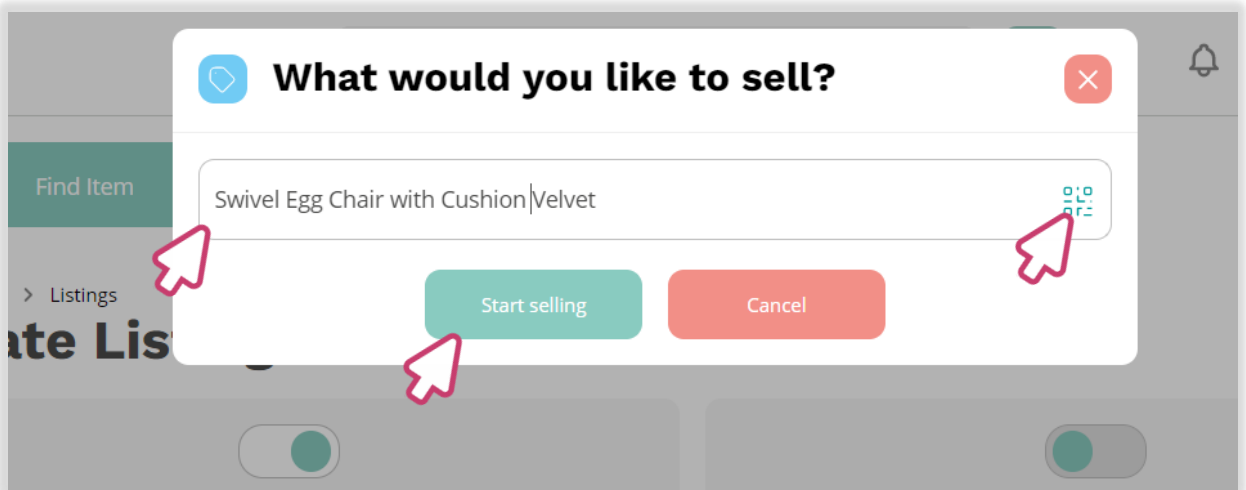 What would you like to sell?
Find Item
Swivel Egg Chair with Cushion Velvet
Listings
Start selling
Cancel
ate Lis